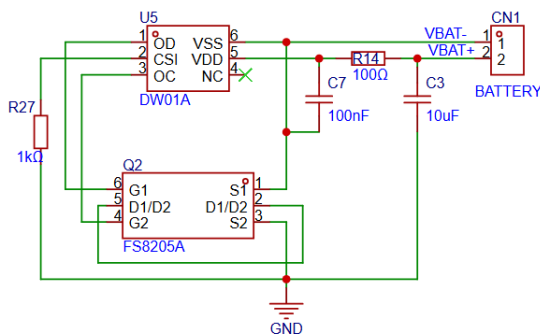 U5
1 OD VSS 6
2 CSI VDD 5
3 OC NC 4
DW01A
VBAT- 1 1
VBAT+ 2 2
CN1
BATTERY
R14
100Ω
C7
100nF
C3
10uF
R27
1kΩ
Q2
6 G1 S1 1
5 D1/D2 D1/D2 2
4 G2 S2 3
FS8205A
GND